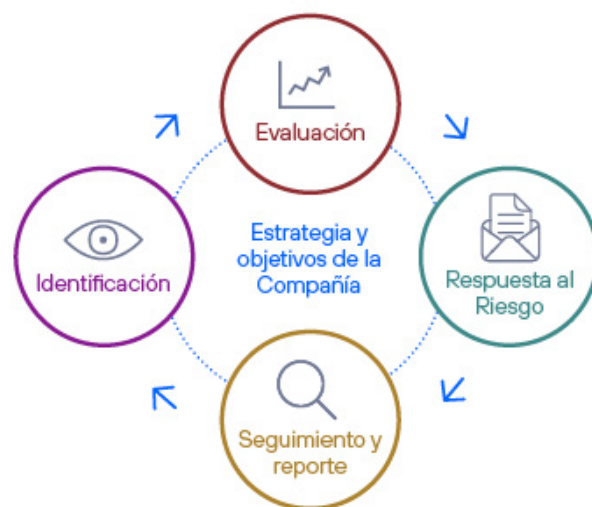 Evaluación
Identificación
Estrategia y
objetivos de la
Compañía
Respuesta al
Riesgo
Seguimiento y
reporte